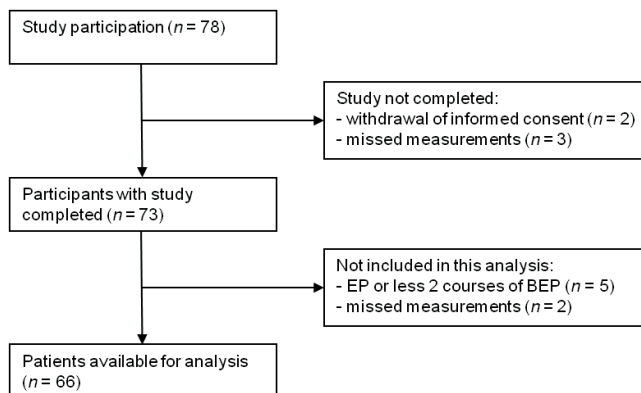 Study participation (n = 78)
Study not completed:
- withdrawal of informed consent (n = 2)
- missed measurements (n = 3)
Participants with study
completed (n = 73)
Not included in this analysis:
- EP or less 2 courses of BEP (n = 5)
- missed measurements (n = 2)
Patients available for analysis
(n = 66)